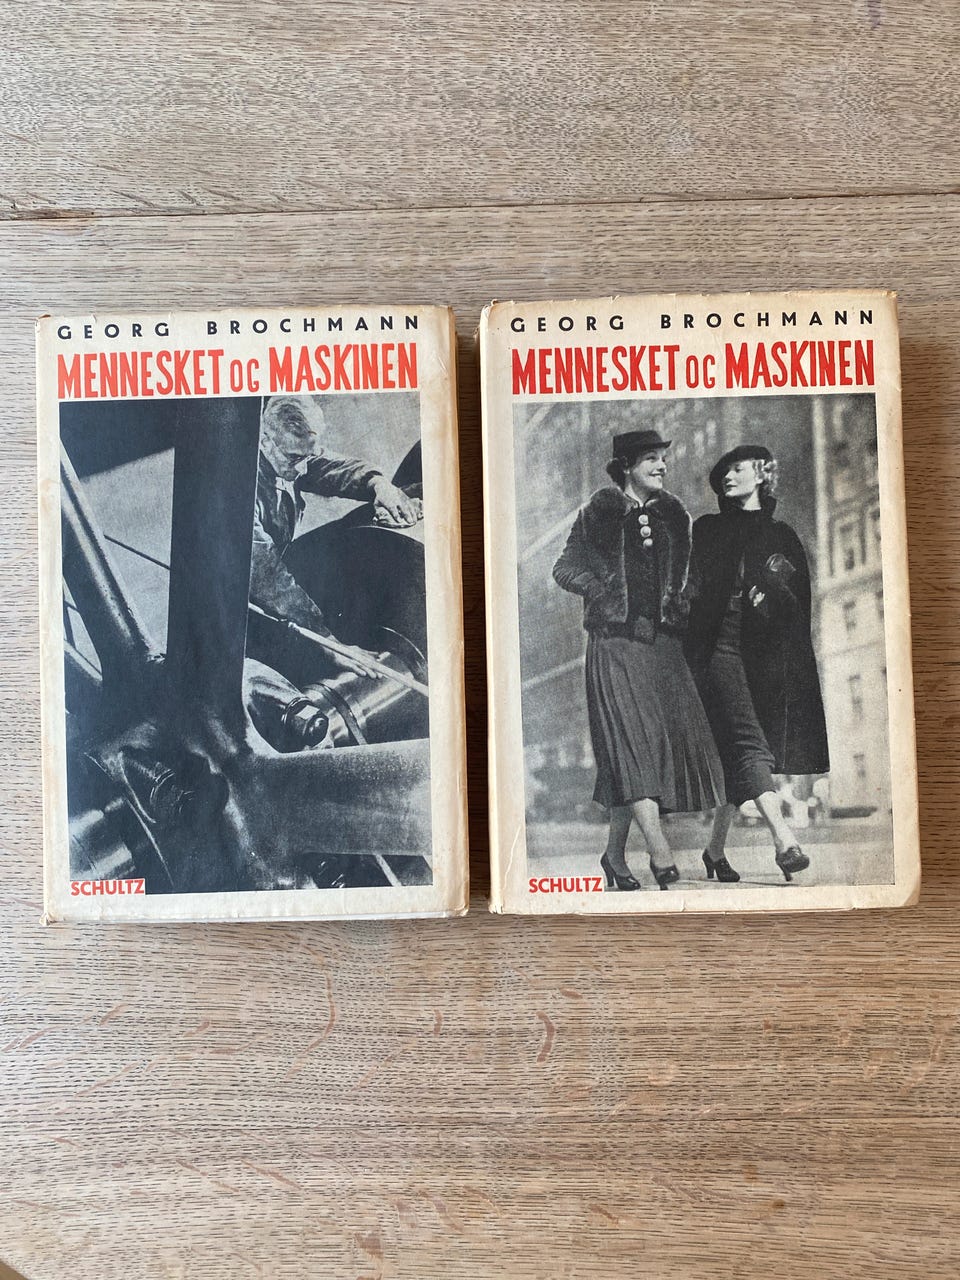 GEORG BROCHMANN
MENNESKET OG MASKINEN
SCHULTZ
GEORG BROCHMANN
MENNESKET OG MASKINEN
SCHULTZ